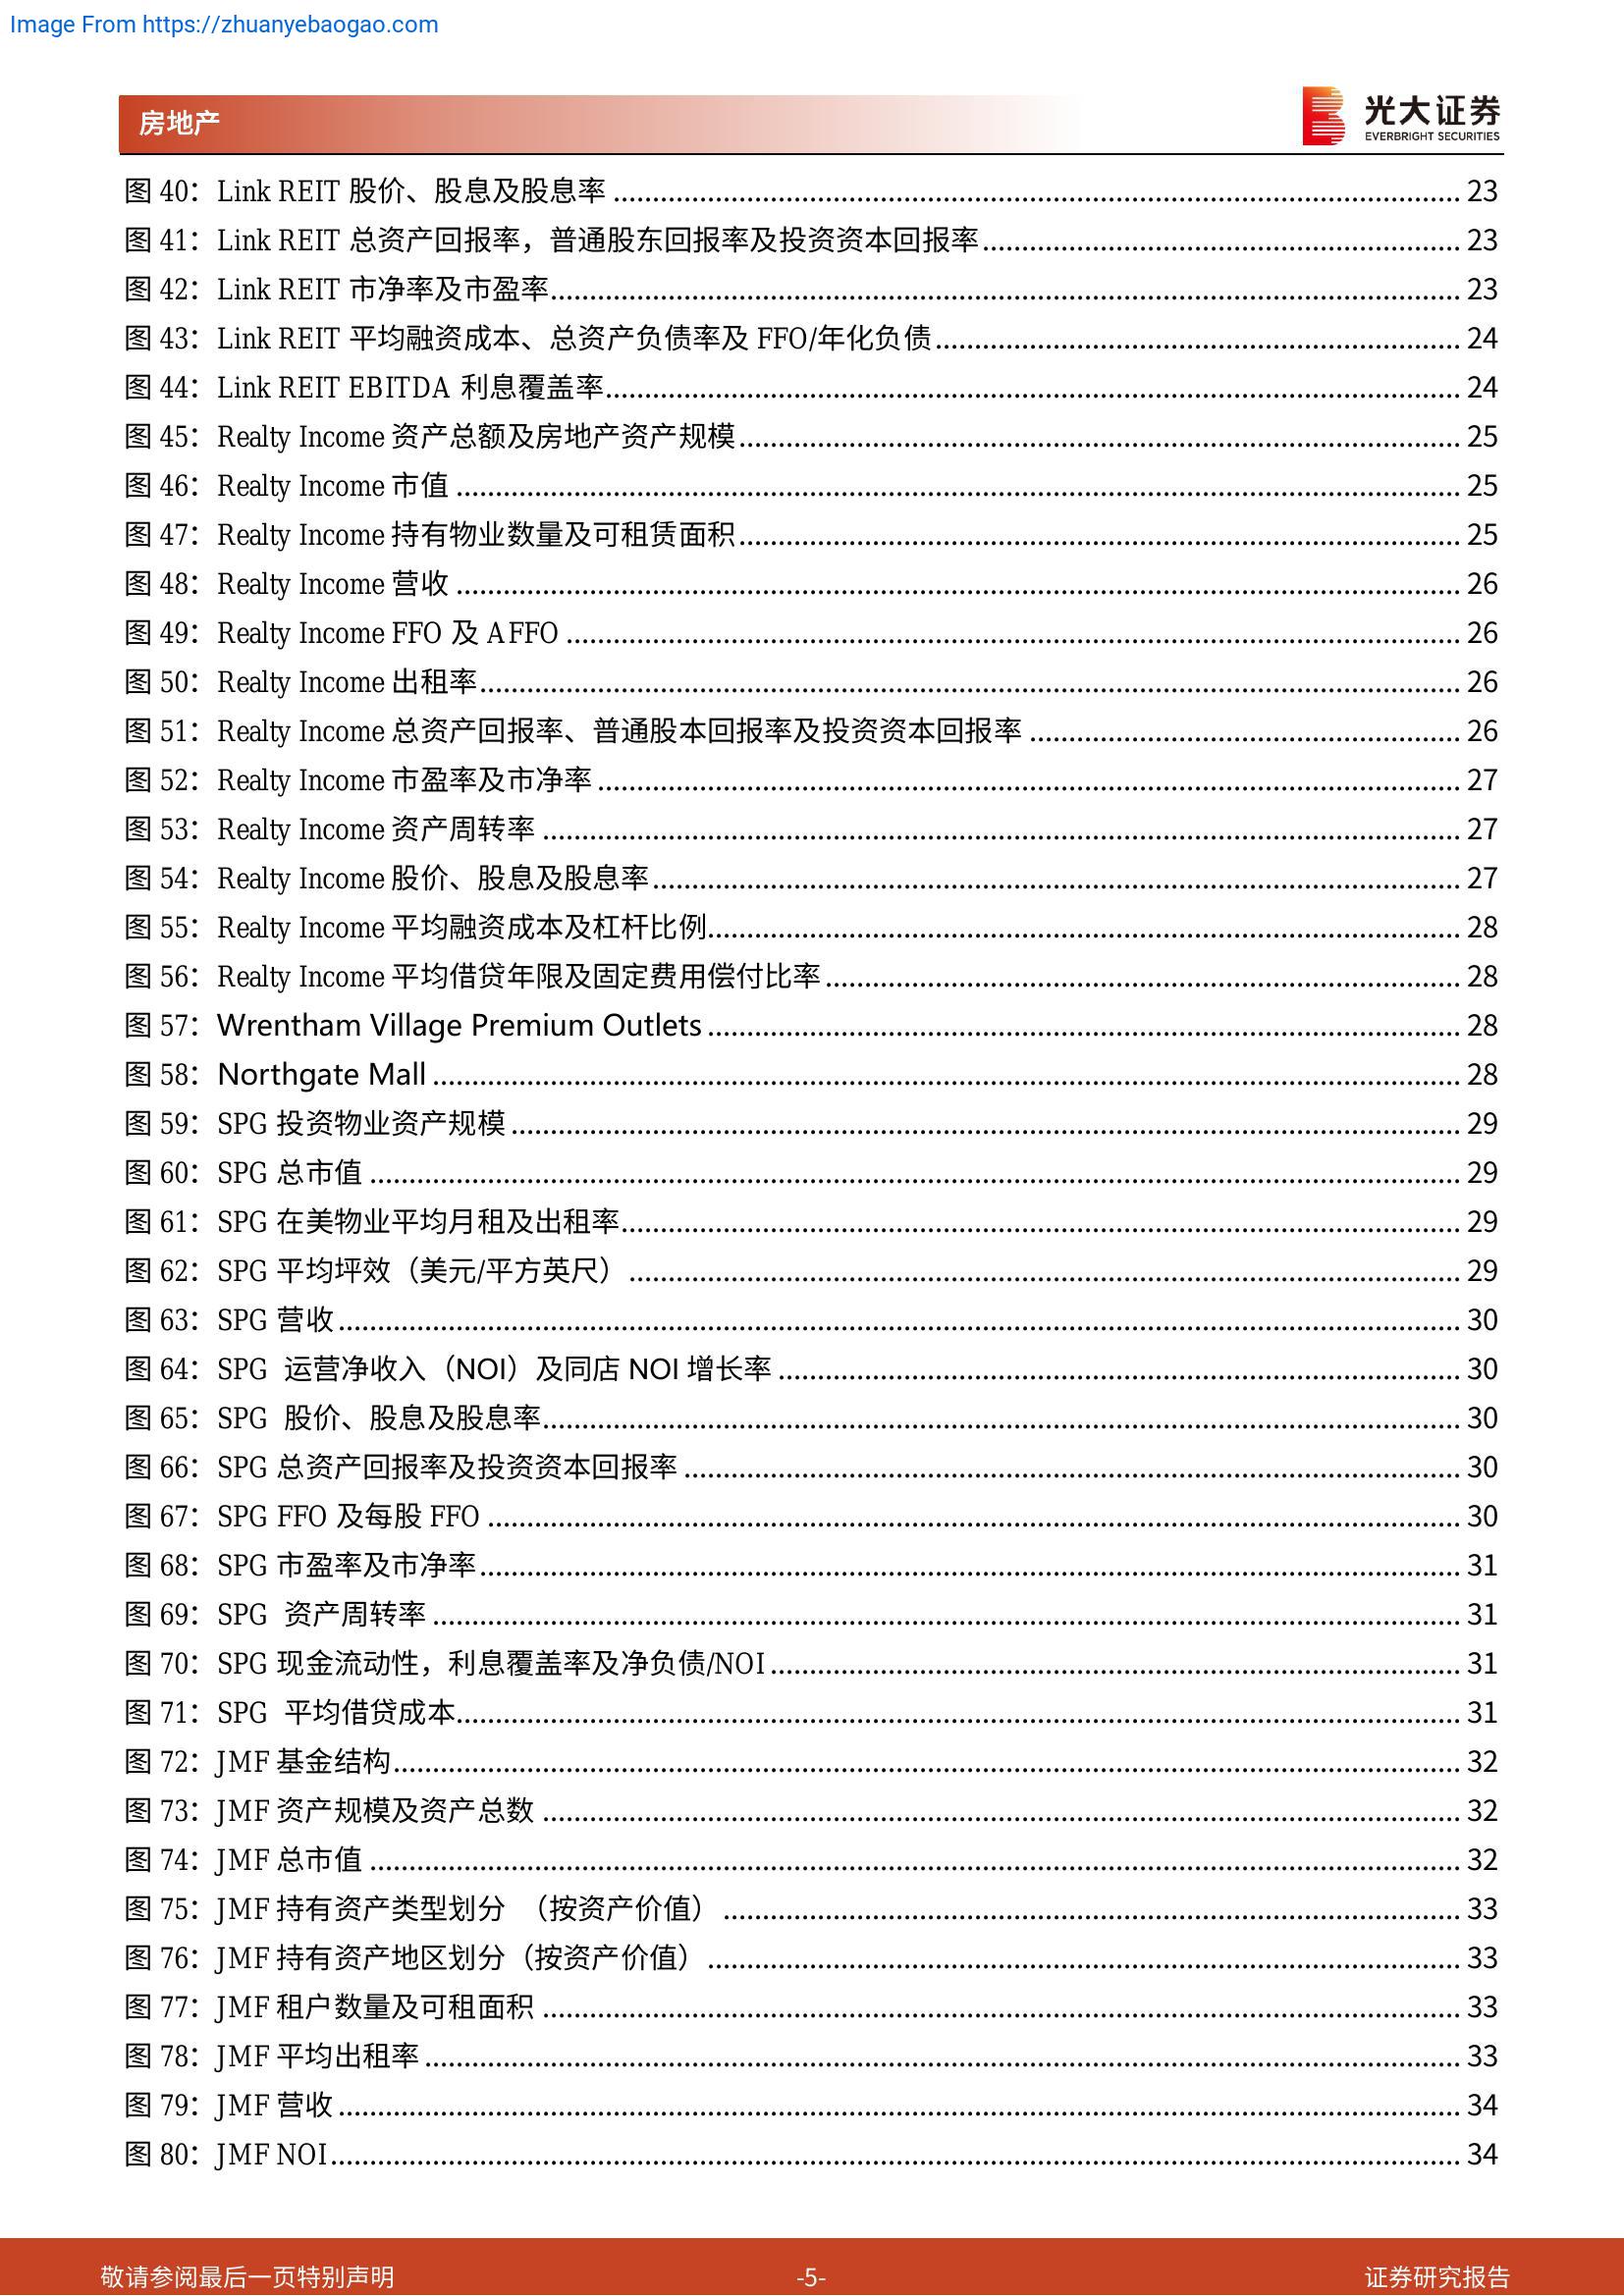 Image From https://zhuanyebaogao.com
房地产
光大证券
EVERBRIGHT SECURITIES
图 40：Link REIT 股价、股息及股息率 ........ 23
图 41：Link REIT 总资产回报率，普通股东回报率及投资资本回报率 ........ 23
图 42：Link REIT 市净率及市盈率 ........ 23
图 43：Link REIT 平均融资成本、总资产负债率及 FFO/年化负债 ........ 24
图 44：Link REIT EBITDA 利息覆盖率 ........ 24
图 45：Realty Income 资产总额及房地产资产规模 ........ 25
图 46：Realty Income 市值 ........ 25
图 47：Realty Income 持有物业数量及可租赁面积 ........ 25
图 48：Realty Income 营收 ........ 26
图 49：Realty Income FFO 及 AFFO ........ 26
图 50：Realty Income 出租率 ........ 26
图 51：Realty Income 总资产回报率、普通股本回报率及投资资本回报率 ........ 26
图 52：Realty Income 市盈率及市净率 ........ 27
图 53：Realty Income 资产周转率 ........ 27
图 54：Realty Income 股价、股息及股息率 ........ 27
图 55：Realty Income 平均融资成本及杠杆比例 ........ 28
图 56：Realty Income 平均借贷年限及固定费用偿付比率 ........ 28
图 57：Wrentham Village Premium Outlets ........ 28
图 58：Northgate Mall ........ 28
图 59：SPG 投资物业资产规模 ........ 29
图 60：SPG 总市值 ........ 29
图 61：SPG 在美物业平均月租及出租率 ........ 29
图 62：SPG 平均坪效（美元/平方英尺） ........ 29
图 63：SPG 营收 ........ 30
图 64：SPG 运营净收入（NOI）及同店 NOI 增长率 ........ 30
图 65：SPG 股价、股息及股息率 ........ 30
图 66：SPG 总资产回报率及投资资本回报率 ........ 30
图 67：SPG FFO 及每股 FFO ........ 30
图 68：SPG 市盈率及市净率 ........ 31
图 69：SPG 资产周转率 ........ 31
图 70：SPG 现金流动性，利息覆盖率及净负债/NOI ........ 31
图 71：SPG 平均借贷成本 ........ 31
图 72：JMF 基金结构 ........ 32
图 73：JMF 资产规模及资产总数 ........ 32
图 74：JMF 总市值 ........ 32
图 75：JMF 持有资产类型划分 （按资产价值） ........ 33
图 76：JMF 持有资产地区划分（按资产价值） ........ 33
图 77：JMF 租户数量及可租面积 ........ 33
图 78：JMF 平均出租率 ........ 33
图 79：JMF 营收 ........ 34
图 80：JMF NOI ........ 34
敬请参阅最后一页特别声明 -5- 证券研究报告